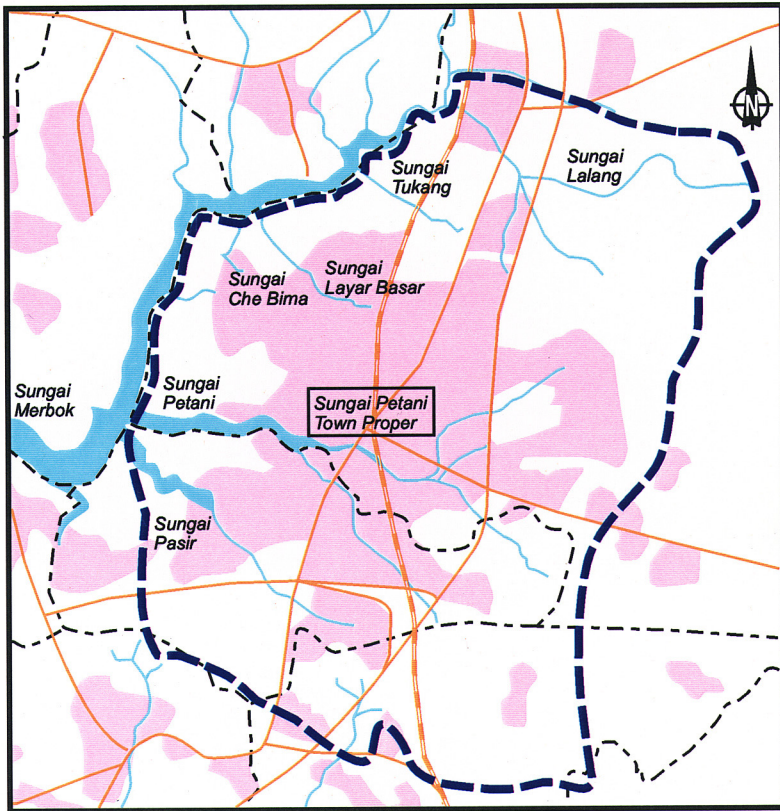 N
Sungai
Tukang
Sungai
Lalang
Sungai
Che Bima
Sungai
Layar Basar
Sungai
Merbok
Sungai
Petani
Sungai Petani
Town Proper
Sungai
Pasir